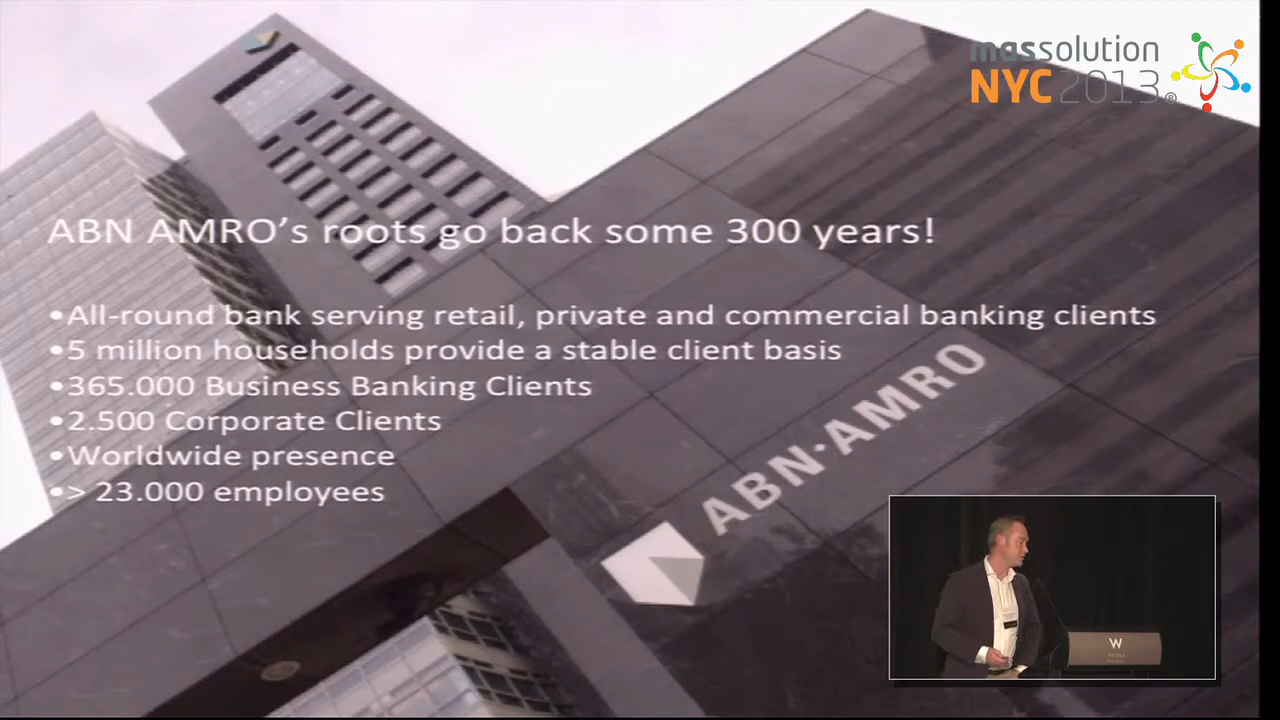 massolution
NYC2013®
ABN AMRO’s roots go back some 300 years!
•All-round bank serving retail, private and commercial banking clients
•5 million households provide a stable client basis
•365.000 Business Banking Clients
•2.500 Corporate Clients
•Worldwide presence
•> 23.000 employees
ABN·AMRO
W
HOTELS